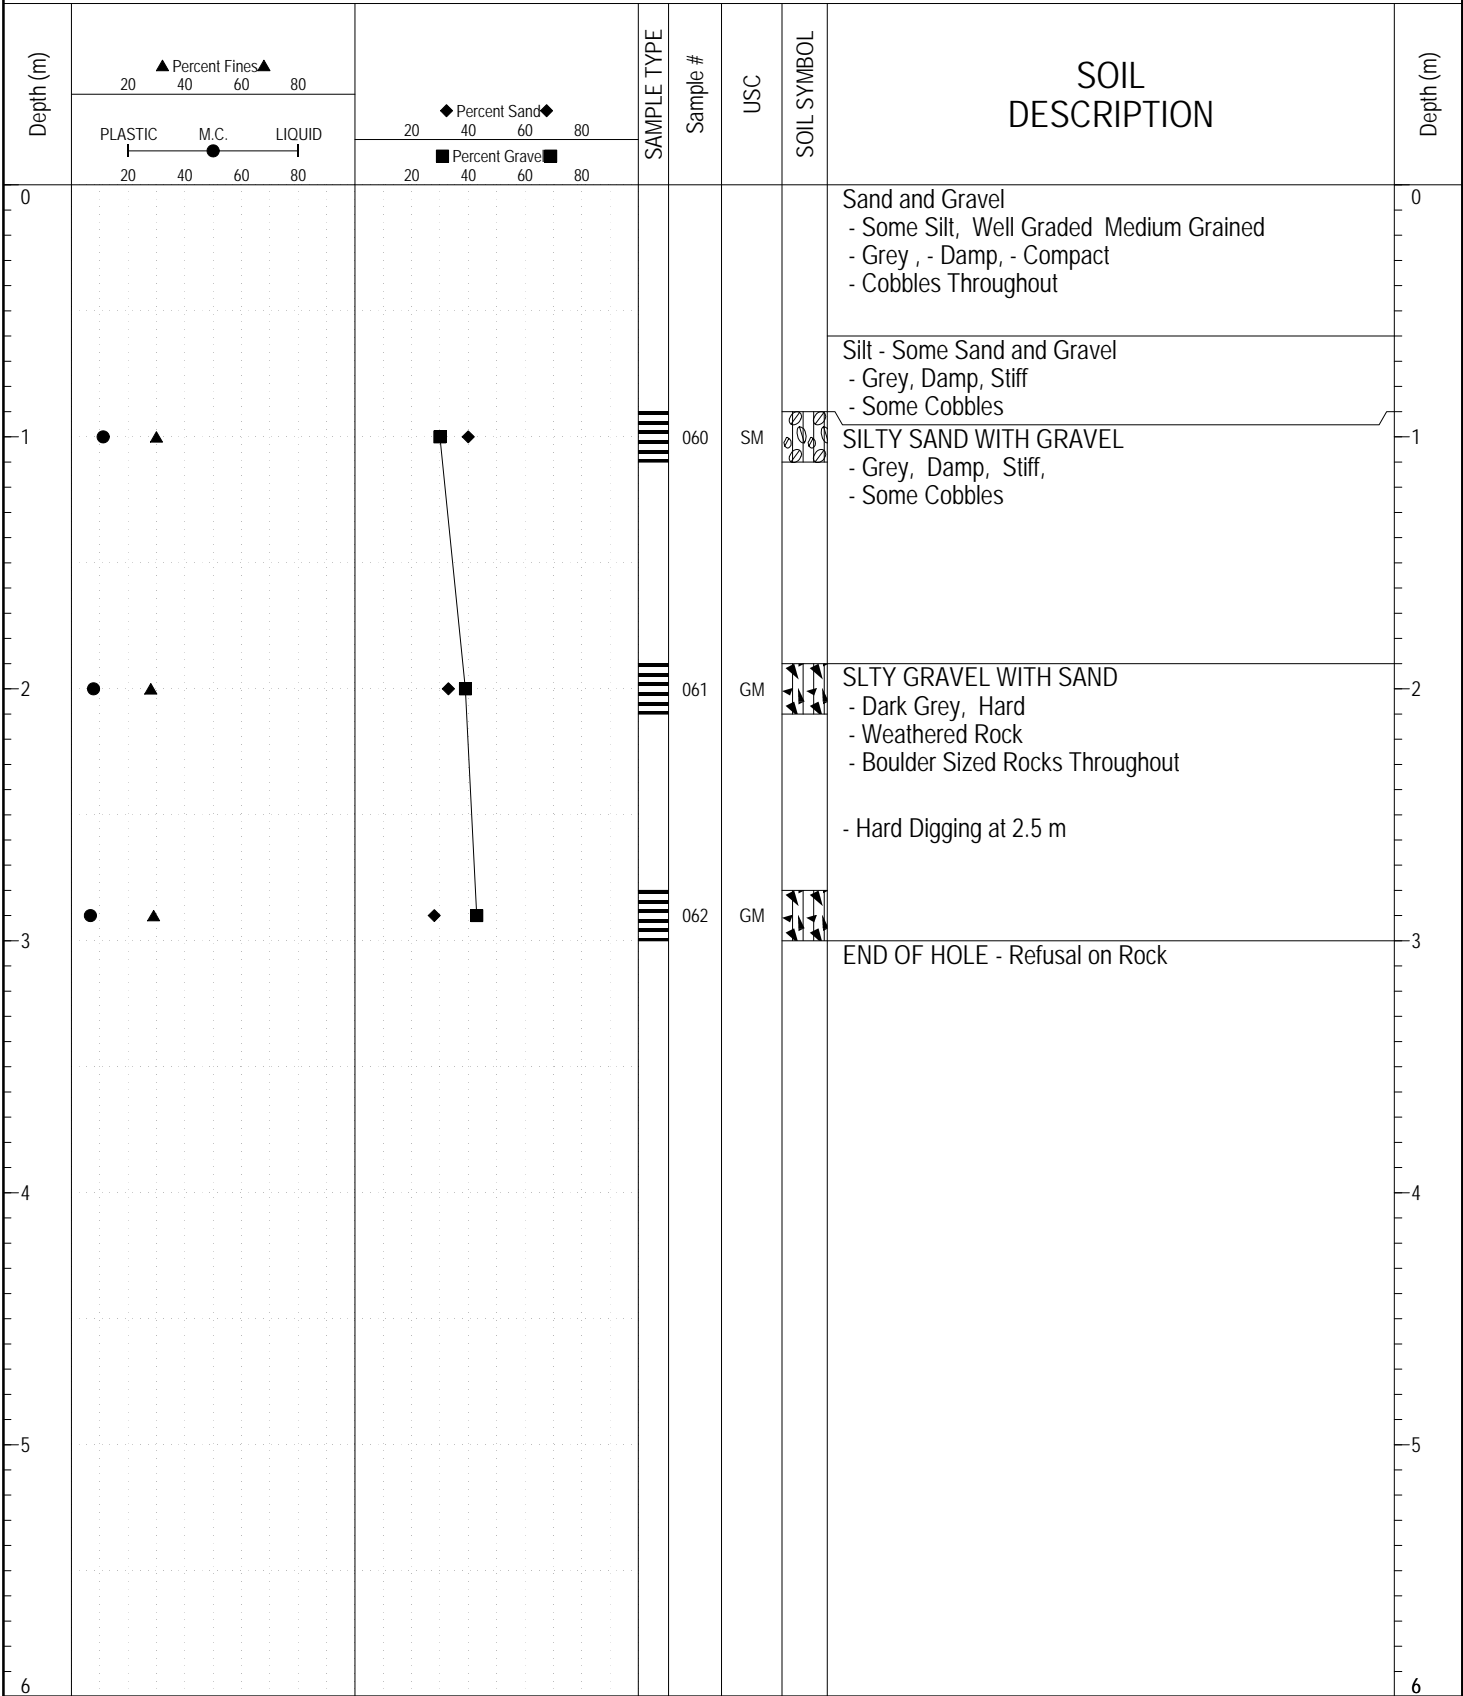 Depth (m)
Percent Fines
20 40 60 80
PLASTIC M.C. LIQUID
20 40 60 80
Percent Sand
20 40 60 80
Percent Gravel
20 40 60 80
SAMPLE TYPE
Sample #
USC
SOIL SYMBOL
SOIL
DESCRIPTION
Depth (m)
0 Sand and Gravel 0
- Some Silt, Well Graded Medium Grained
- Grey , - Damp, - Compact
- Cobbles Throughout
Silt - Some Sand and Gravel
- Grey, Damp, Stiff
- Some Cobbles
1 060 SM SILTY SAND WITH GRAVEL 1
- Grey, Damp, Stiff,
- Some Cobbles
2 061 GM SLTY GRAVEL WITH SAND 2
- Dark Grey, Hard
- Weathered Rock
- Boulder Sized Rocks Throughout
- Hard Digging at 2.5 m
062 GM
3 END OF HOLE - Refusal on Rock 3
4 4
5 5
6 6